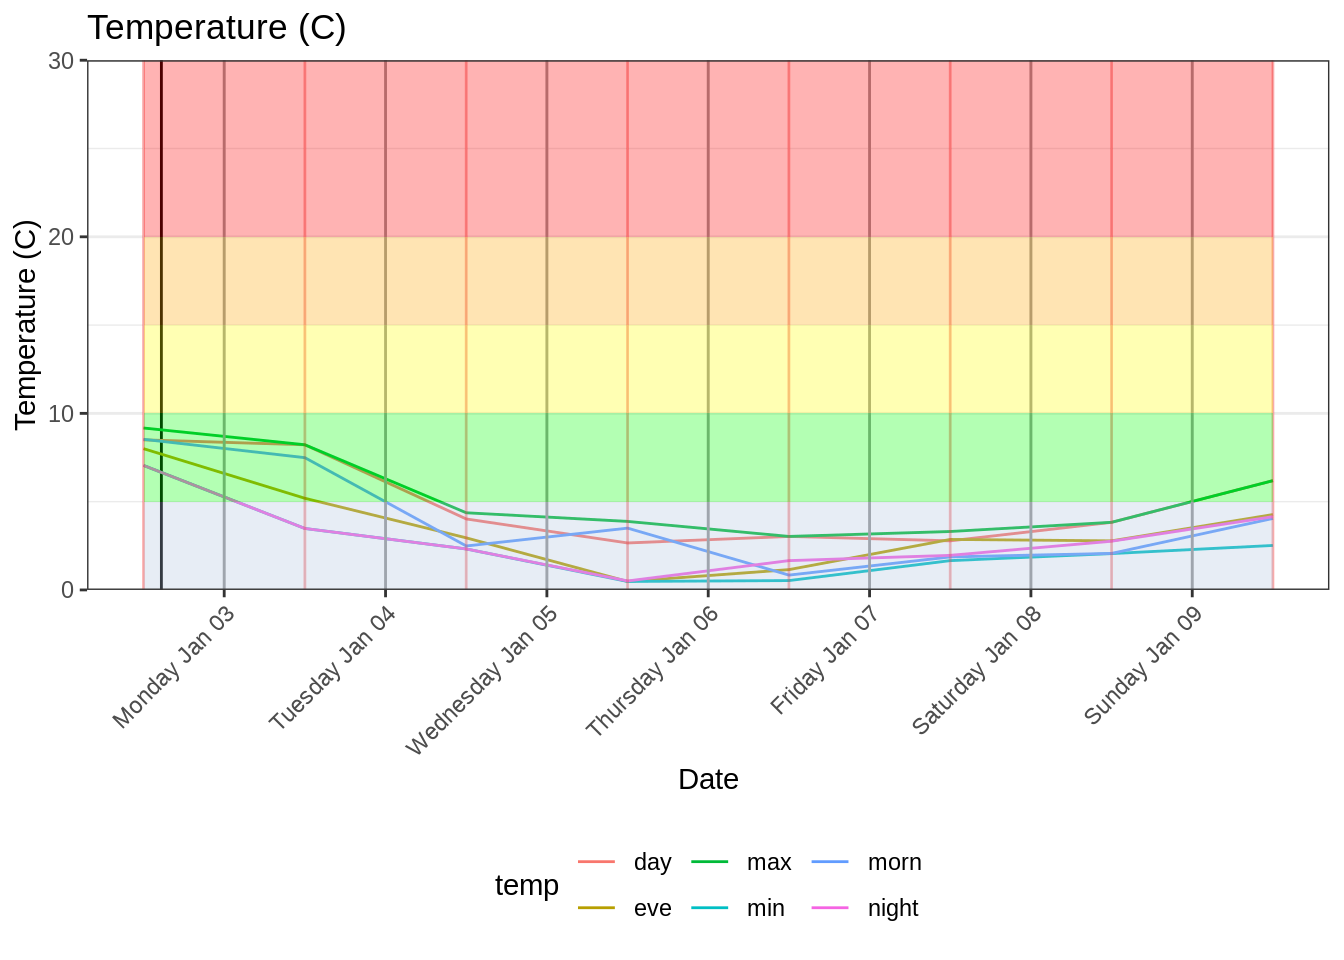 Temperature (C)
Temperature (C)
30
20
10
0
Monday Jan 03
Tuesday Jan 04
Wednesday Jan 05
Thursday Jan 06
Friday Jan 07
Saturday Jan 08
Sunday Jan 09
Date
temp
day
max
morn
eve
min
night